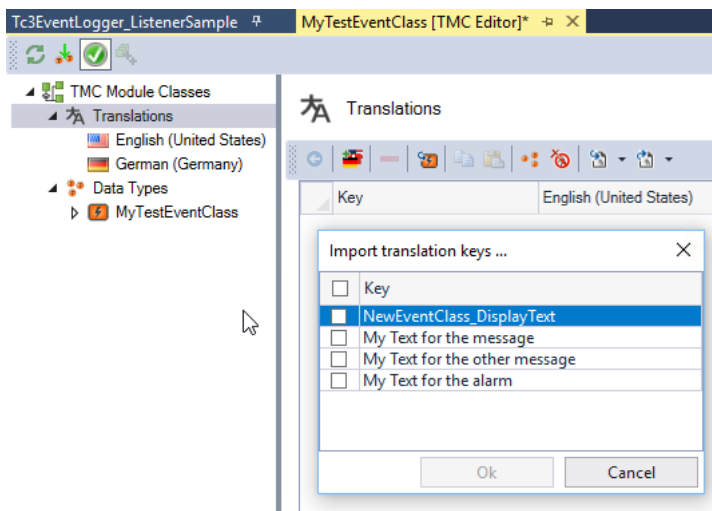 Tc3EventLogger_ListenerSample
MyTestEventClass [TMC Editor]*
TMC Module Classes
Translations
English (United States)
German (Germany)
Data Types
MyTestEventClass
Translations
Key
English (United States)
Import translation keys ...
Key
NewEventClass_DisplayText
My Text for the message
My Text for the other message
My Text for the alarm
Ok
Cancel